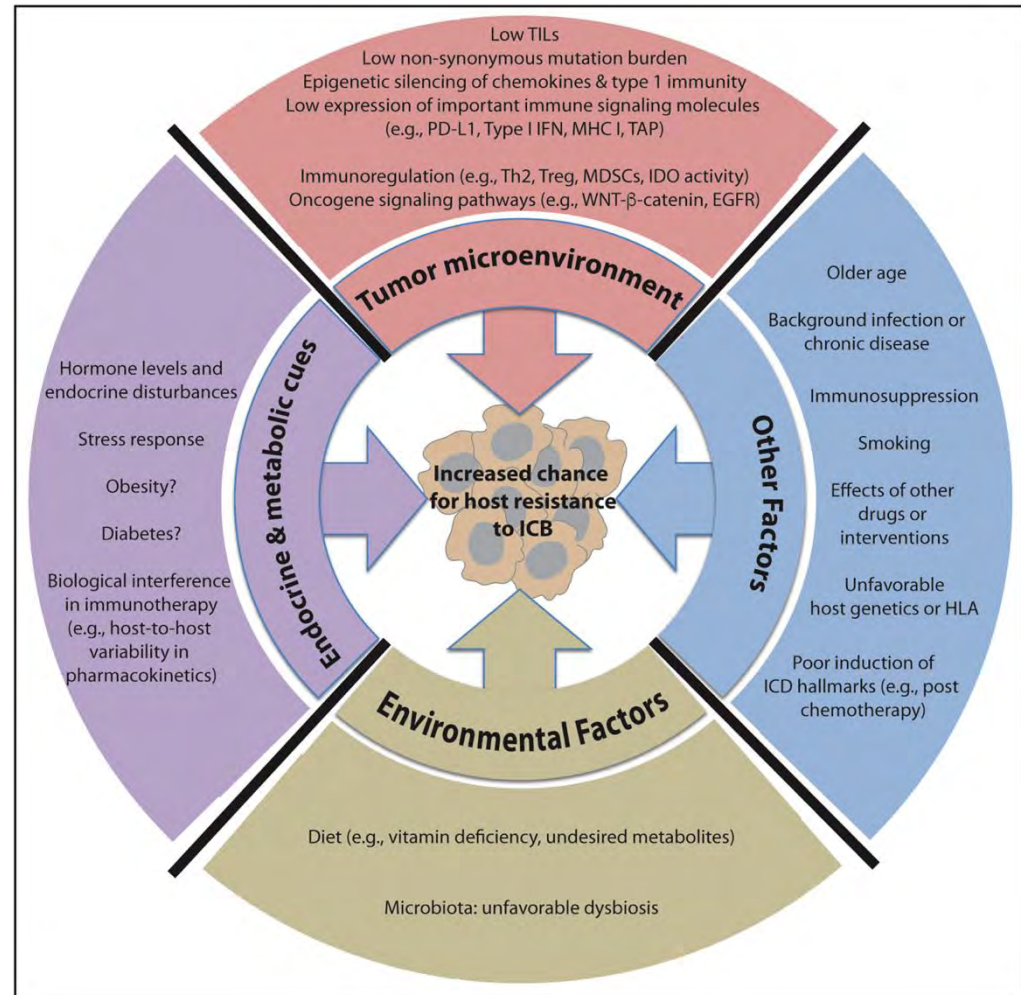 Low TILs
Low non-synonymous mutation burden
Epigenetic silencing of chemokines & type 1 immunity
Low expression of important immune signaling molecules
(e.g., PD-L1, Type I IFN, MHC I, TAP)
Immunoregulation (e.g., Th2, Treg, MDSCs, IDO activity)
Oncogene signaling pathways (e.g., WNT-β-catenin, EGFR)
Tumor microenvironment
Endocrine & metabolic cues
Hormone levels and
endocrine disturbances
Stress response
Obesity?
Diabetes?
Biological interference
in immunotherapy
(e.g., host-to-host
variability in
pharmacokinetics)
Increased chance
for host resistance
to ICB
Other Factors
Older age
Background infection or
chronic disease
Immunosuppression
Smoking
Effects of other
drugs or
interventions
Unfavorable
host genetics or HLA
Poor induction of
ICD hallmarks (e.g., post
chemotherapy)
Environmental Factors
Diet (e.g., vitamin deficiency, undesired metabolites)
Microbiota: unfavorable dysbiosis